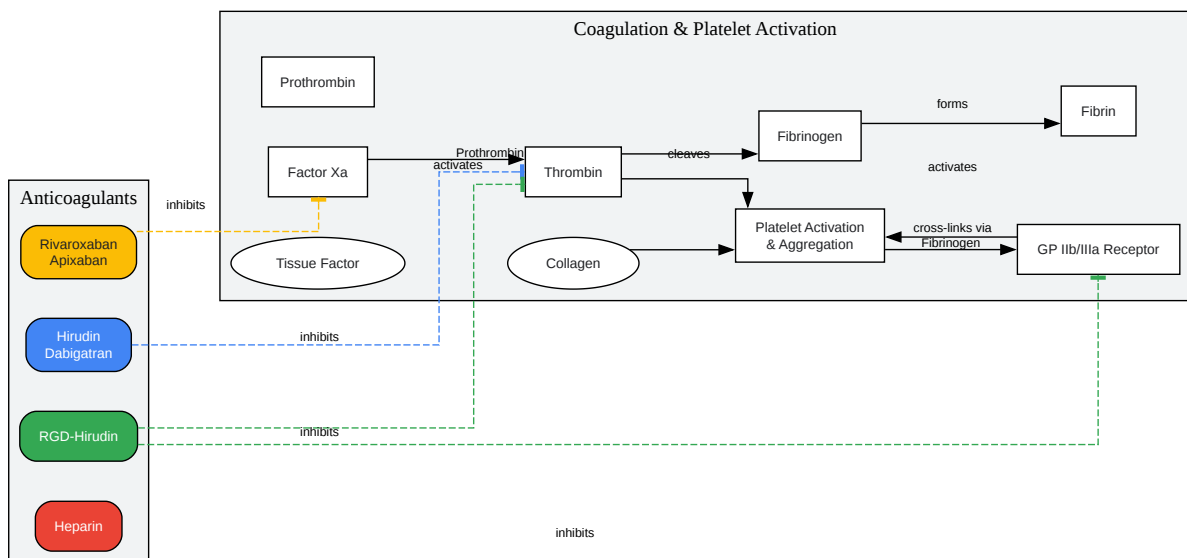 Coagulation & Platelet Activation
Prothrombin
forms
Fibrin
Fibrinogen
Prothrombin
activates
cleaves
activates
Factor Xa
Thrombin
Anticoagulants
inhibits
Rivaroxaban
Apixaban
Tissue Factor
Collagen
Platelet Activation
& Aggregation
cross-links via
Fibrinogen
GP IIb/IIIa Receptor
Hirudin
Dabigatran
inhibits
RGD-Hirudin
inhibits
Heparin
inhibits